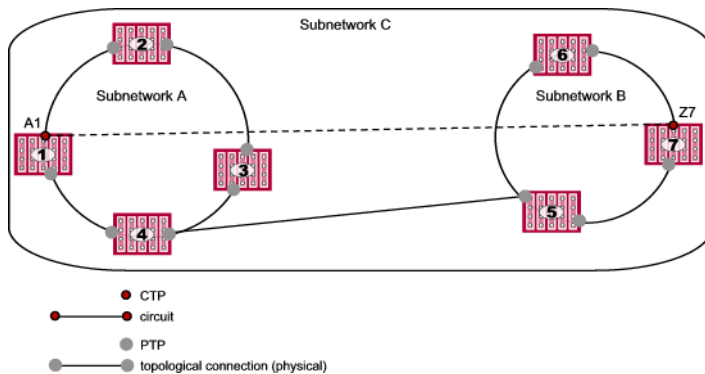 Subnetwork C
2
6
Subnetwork A
Subnetwork B
A1
Z7
1
3
7
4
5
CTP
circuit
PTP
topological connection (physical)